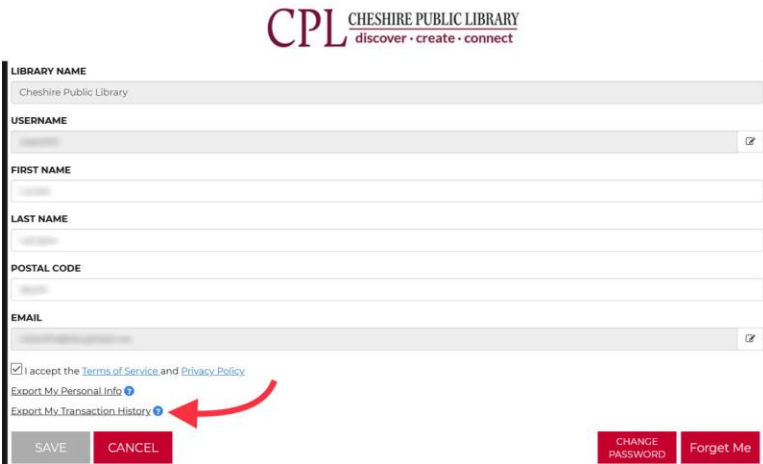 CPL CHESHIRE PUBLIC LIBRARY
discover · create · connect
LIBRARY NAME
Cheshire Public Library
USERNAME
FIRST NAME
LAST NAME
POSTAL CODE
EMAIL
I accept the Terms of Service and Privacy Policy
Export My Personal Info ?
Export My Transaction History ?
SAVE CANCEL CHANGE PASSWORD Forget Me